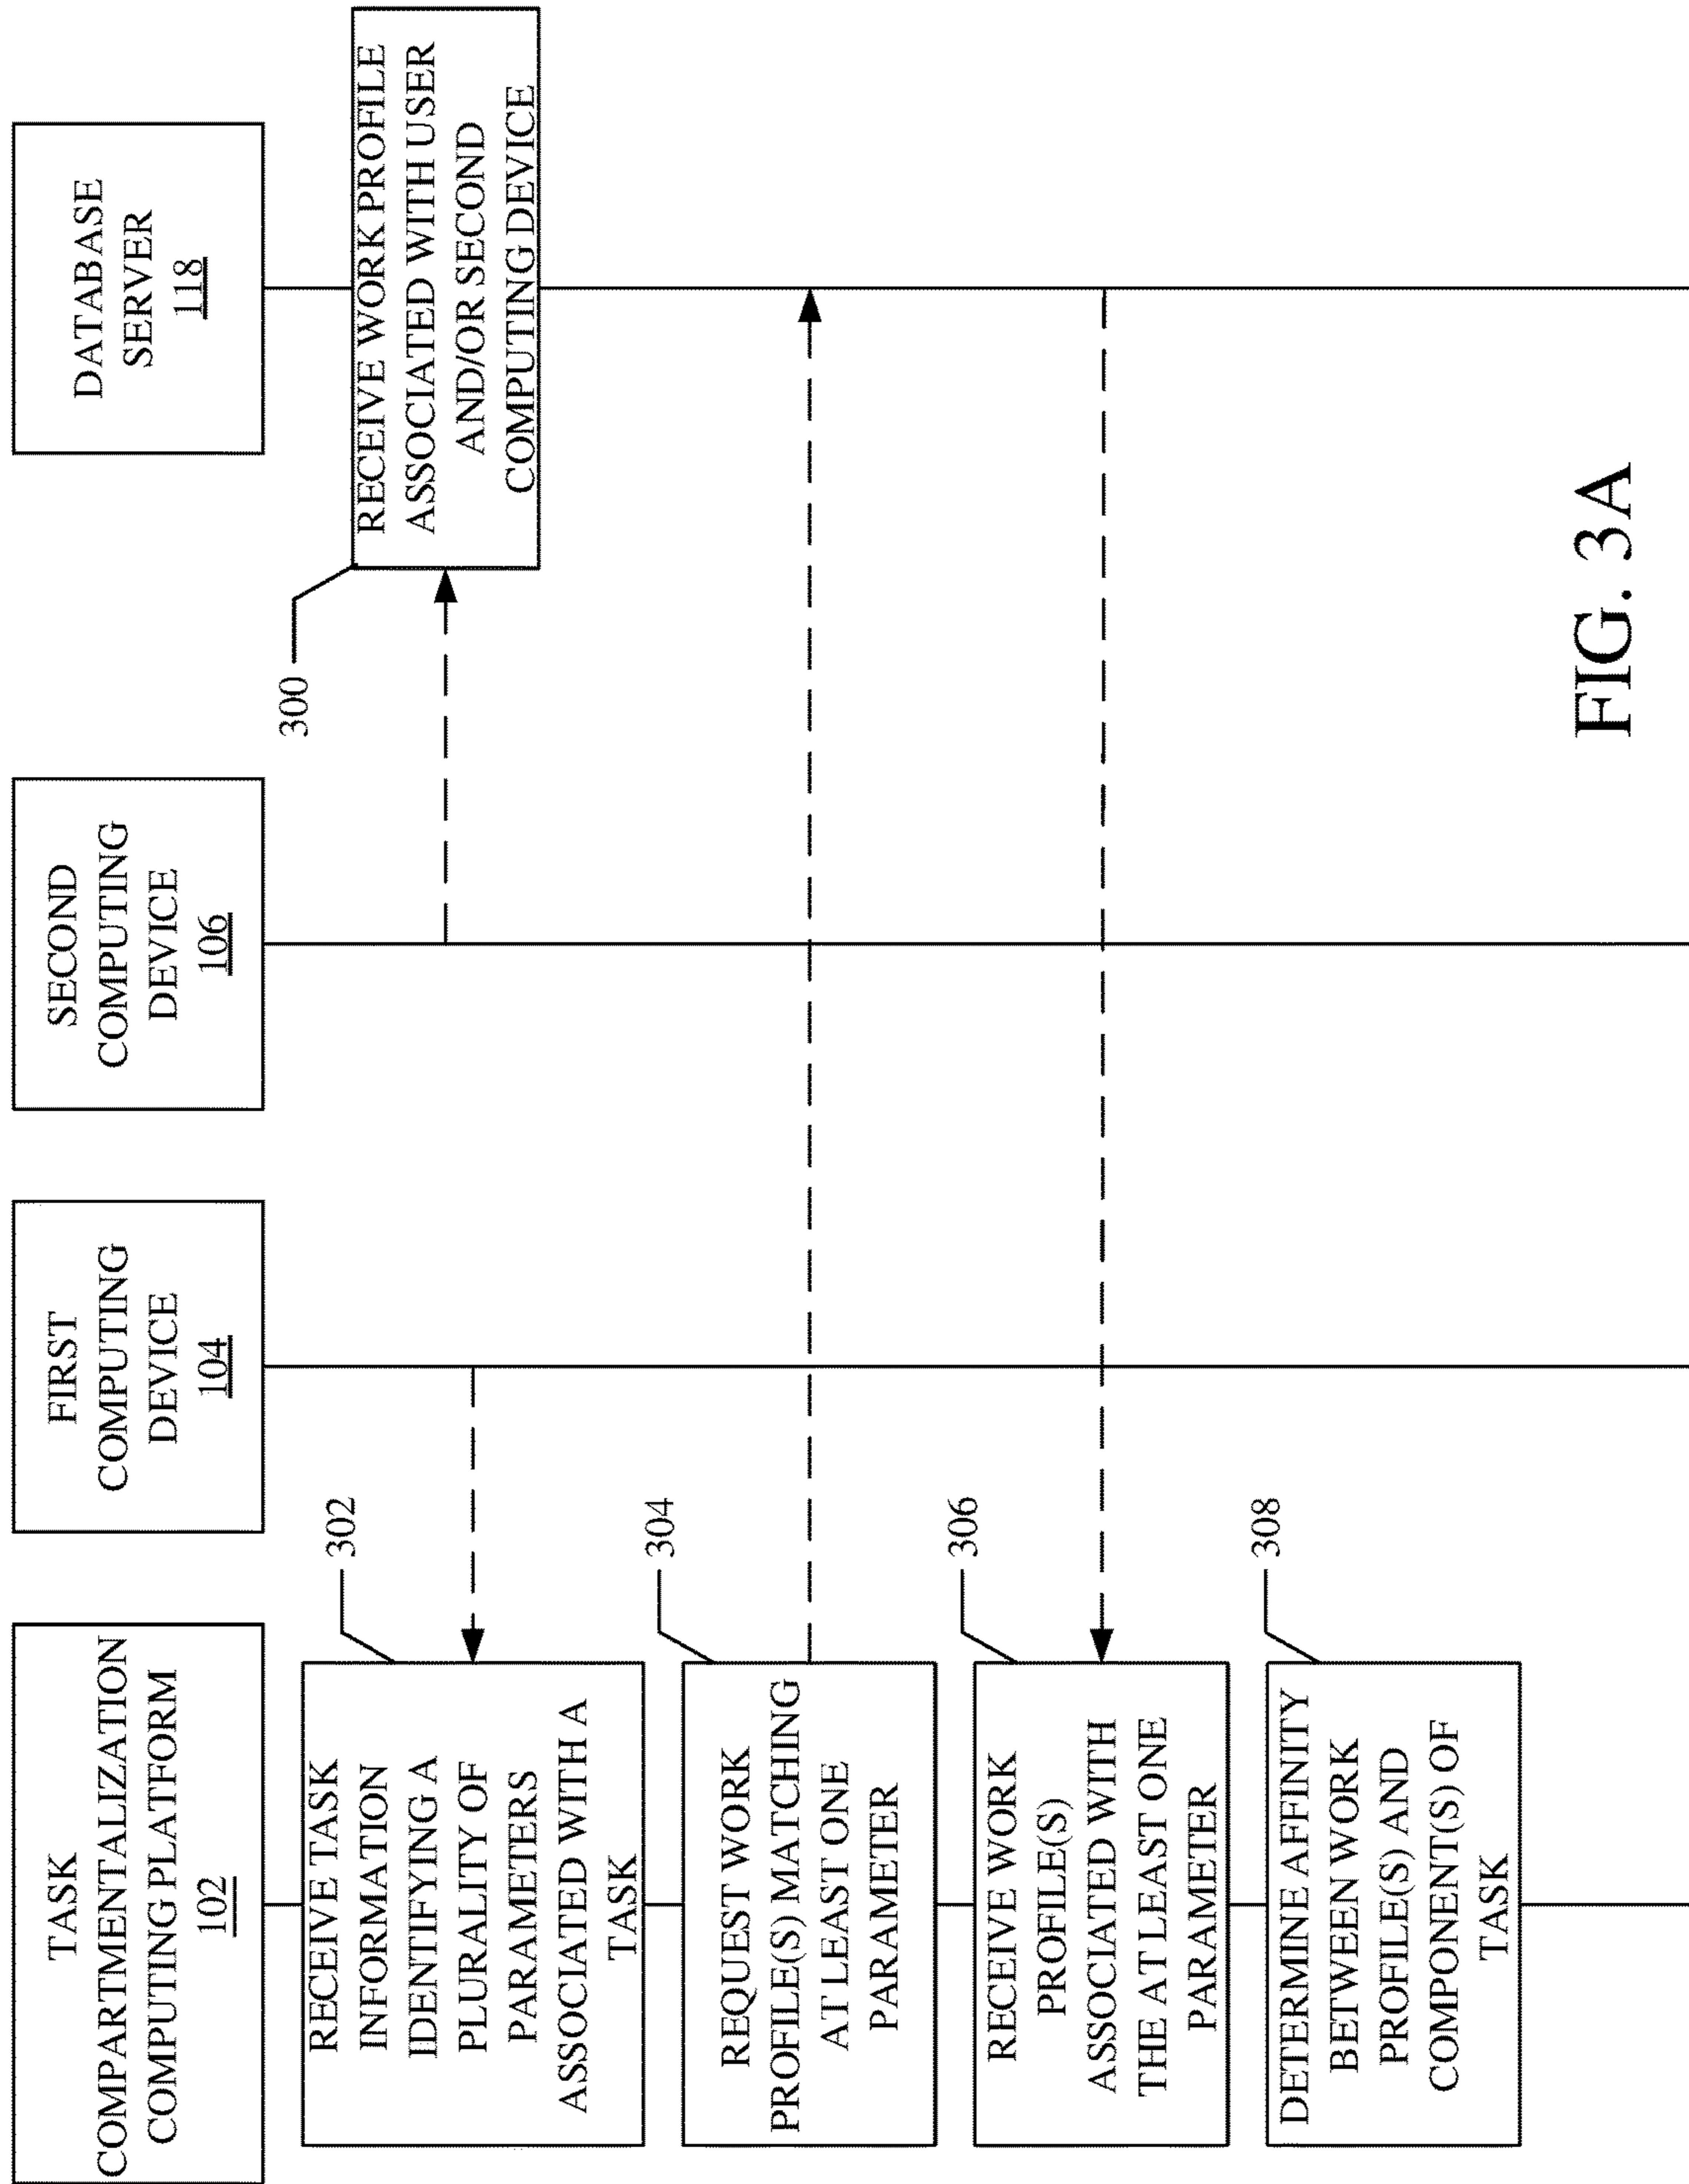 TASK
COMPARTMENTALIZATION
COMPUTING PLATFORM
102
FIRST
COMPUTING
DEVICE
104
SECOND
COMPUTING
DEVICE
106
DATABASE
SERVER
118
300
RECEIVE WORK PROFILE
ASSOCIATED WITH USER
AND/OR SECOND
COMPUTING DEVICE
302
RECEIVE TASK
INFORMATION
IDENTIFYING A
PLURALITY OF
PARAMETERS
ASSOCIATED WITH A
TASK
304
REQUEST WORK
PROFILE(S) MATCHING
AT LEAST ONE
PARAMETER
306
RECEIVE WORK
PROFILE(S)
ASSOCIATED WITH
THE AT LEAST ONE
PARAMETER
308
DETERMINE AFFINITY
BETWEEN WORK
PROFILE(S) AND
COMPONENT(S) OF
TASK
FIG. 3A